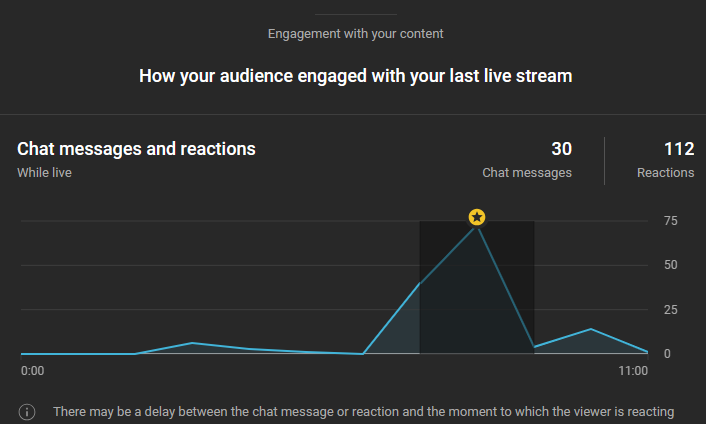 Engagement with your content
How your audience engaged with your last live stream
Chat messages and reactions
While live
30
Chat messages
112
Reactions
75
50
25
0
0:00
11:00
There may be a delay between the chat message or reaction and the moment to which the viewer is reacting